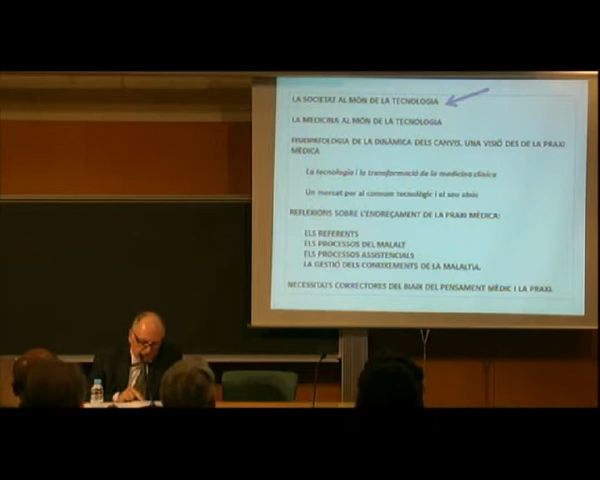 LA SOCIETAT AL MÓN DE LA TECNOLOGIA
LA MEDICINA AL MÓN DE LA TECNOLOGIA
FISIOPATOLOGIA DE LA DINÀMICA DELS CANVIS. UNA VISIÓ DES DE LA PRAXI
MÈDICA
La tecnologia i la transformació de la medicina clínica
Un mercat per al consum tecnològic i el seu
REFLEXIONS SOBRE L'ENDREÇAMENT DE LA PRAXI MÈDICA:
ELS REFERENTS
ELS PROCESSOS DEL MALALT
ELS PROCESSOS ASSISTENCIALS
LA GESTIÓ DELS CONEIXEMENTS DE LA MALALTIA.
NECESSITATS CORRECTORES DEL BIAIX DEL PENSAMENT MÈDIC I LA PRAXI.